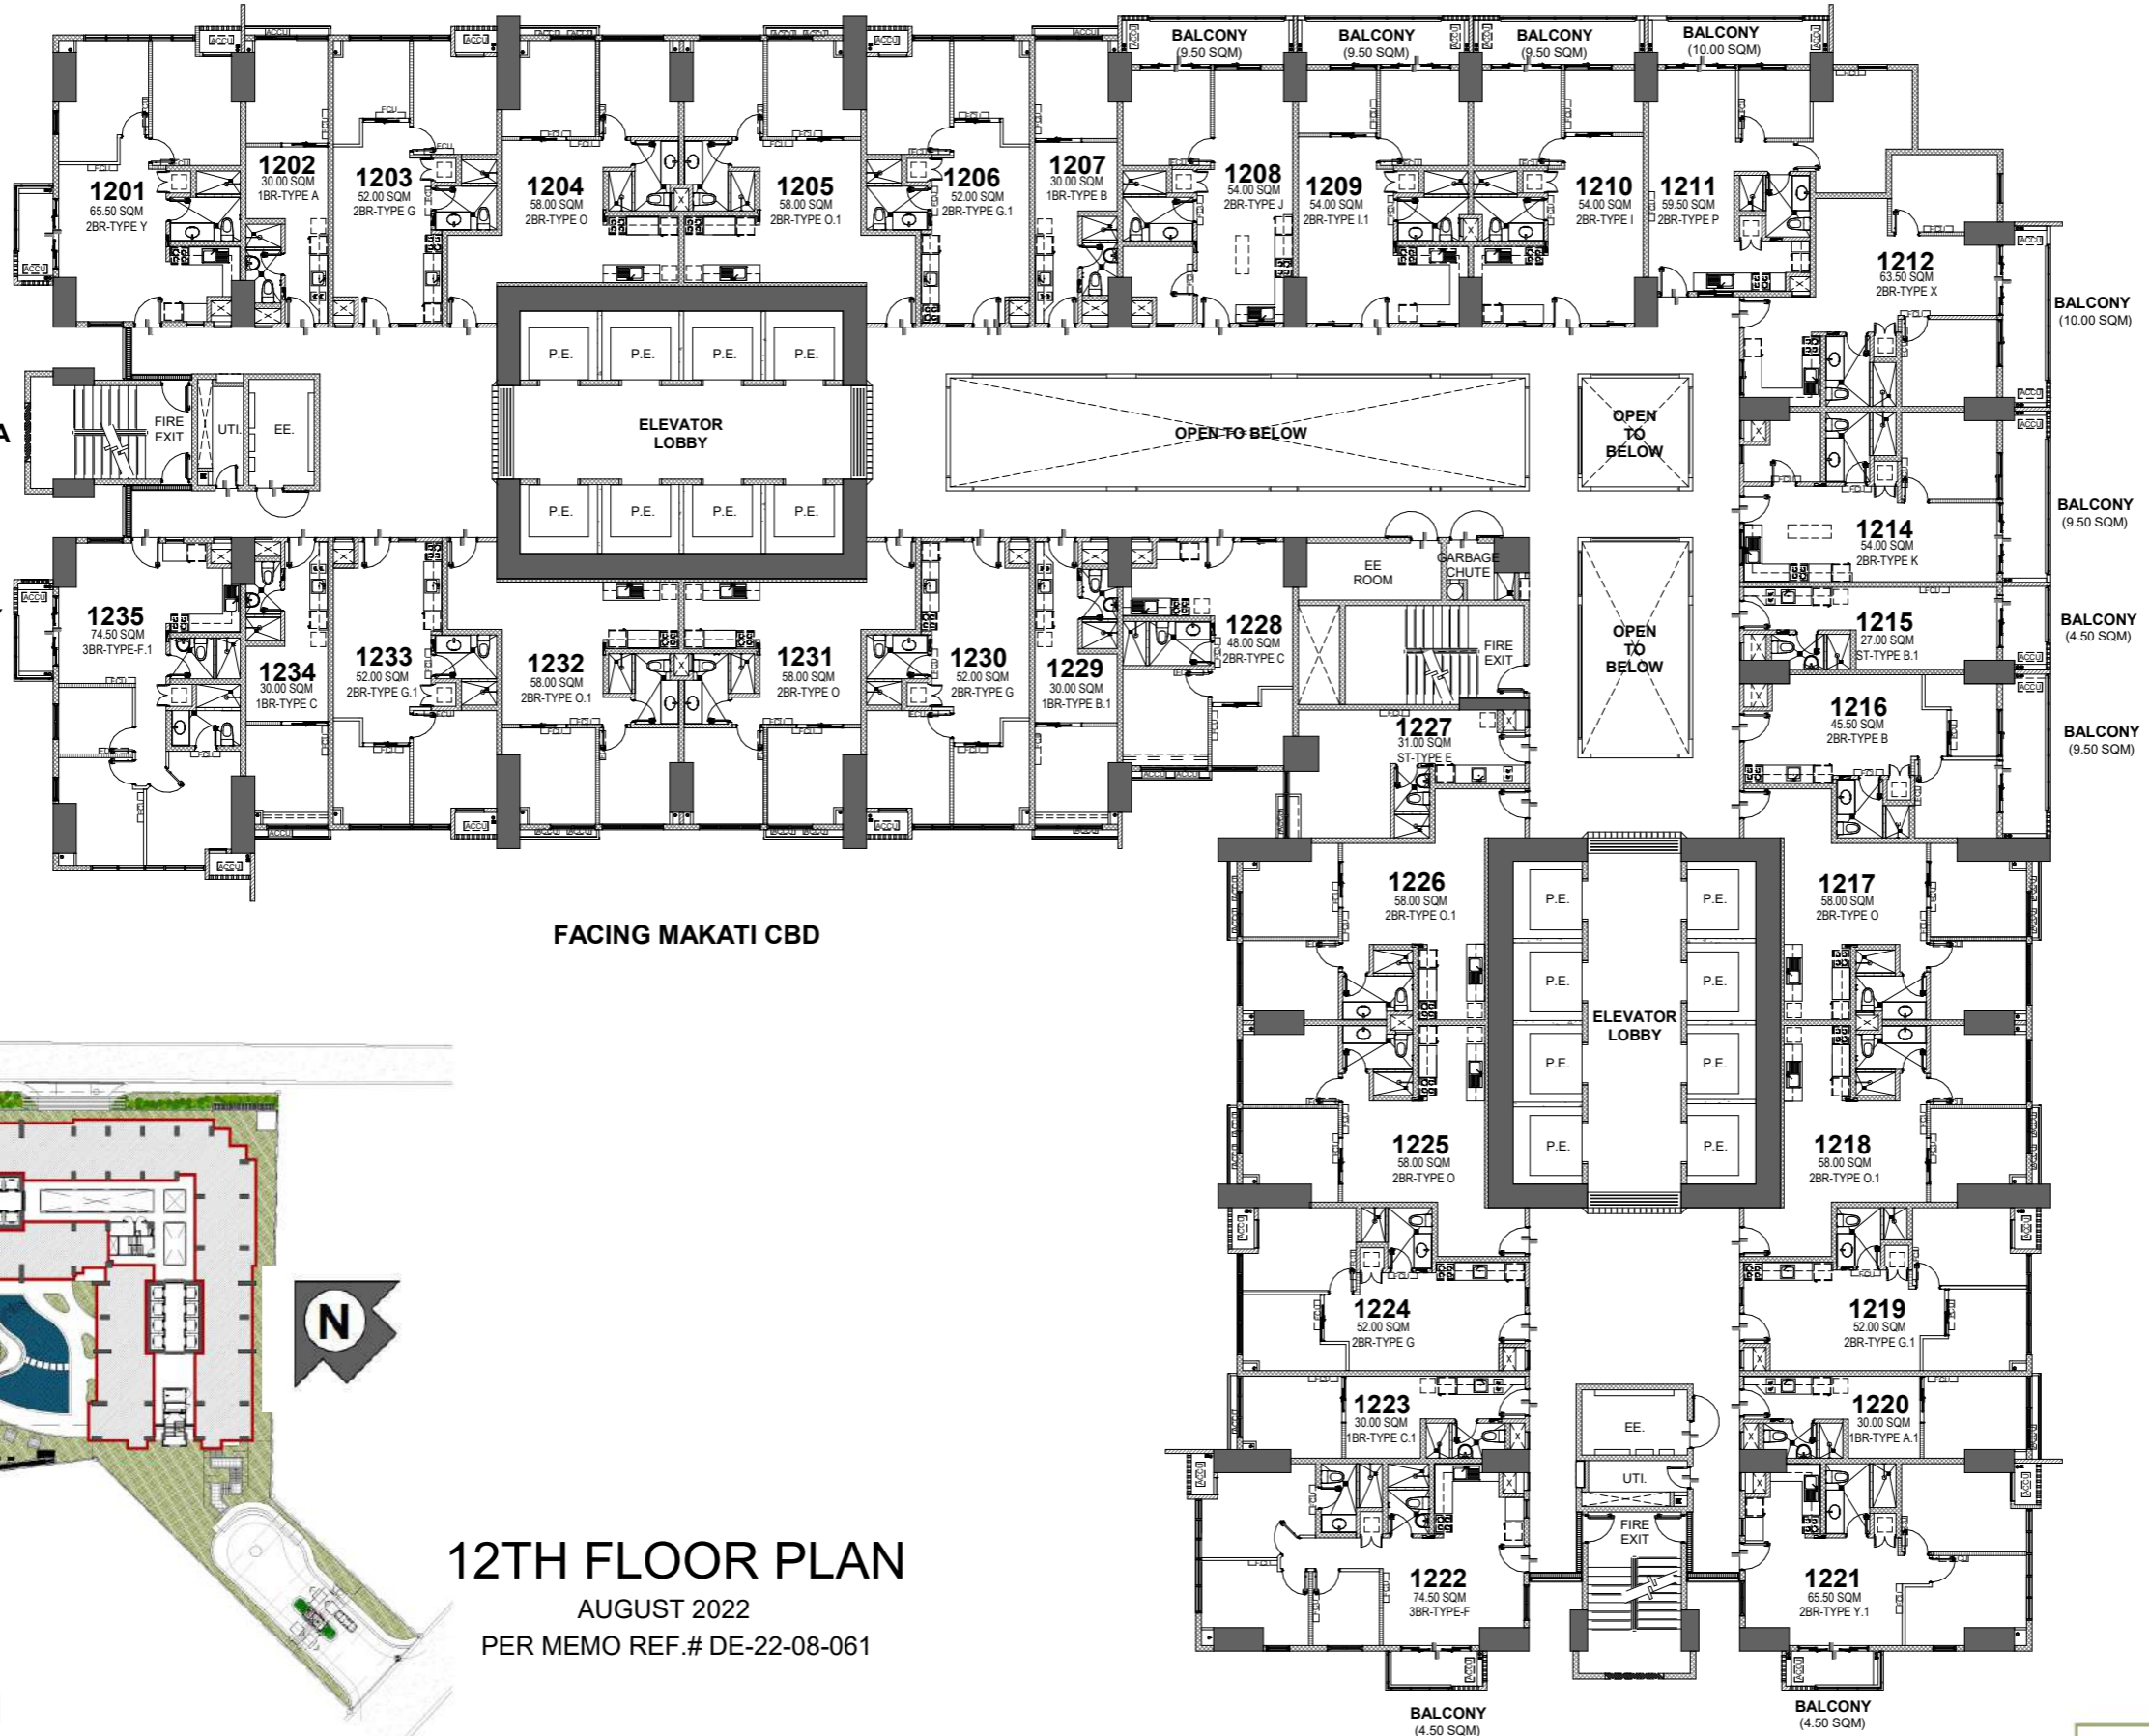 BALCONY
(9.50 SQM)
BALCONY
(9.50 SQM)
BALCONY
(9.50 SQM)
BALCONY
(10.00 SQM)
1201
65.50 SQM
2BR-TYPE Y
1202
30.00 SQM
1BR-TYPE A
1203
52.00 SQM
2BR-TYPE G
1204
58.00 SQM
2BR-TYPE O
1205
58.00 SQM
2BR-TYPE O.1
1206
52.00 SQM
2BR-TYPE G.1
1207
30.00 SQM
1BR-TYPE B
1208
54.00 SQM
2BR-TYPE J
1209
54.00 SQM
2BR-TYPE I.1
1210
54.00 SQM
2BR-TYPE I
1211
59.50 SQM
2BR-TYPE P
1212
63.50 SQM
2BR-TYPE X
BALCONY
(10.00 SQM)
P.E.
P.E.
P.E.
P.E.
FIRE
EXIT
UTI.
EE.
ELEVATOR
LOBBY
OPEN TO BELOW
OPEN
TO
BELOW
P.E.
P.E.
P.E.
P.E.
A
BALCONY
(9.50 SQM)
1214
54.00 SQM
2BR-TYPE K
EE
ROOM
GARBAGE
CHUTE
1215
27.00 SQM
ST-TYPE B.1
BALCONY
(4.50 SQM)
1235
74.50 SQM
3BR-TYPE-F.1
1234
30.00 SQM
1BR-TYPE C
1233
52.00 SQM
2BR-TYPE G.1
1232
58.00 SQM
2BR-TYPE O.1
1231
58.00 SQM
2BR-TYPE O
1230
52.00 SQM
2BR-TYPE G
1229
30.00 SQM
1BR-TYPE B.1
1228
48.00 SQM
2BR-TYPE C
FIRE
EXIT
OPEN
TO
BELOW
1216
45.50 SQM
2BR-TYPE B
BALCONY
(9.50 SQM)
1227
31.00 SQM
ST-TYPE E
1226
58.00 SQM
2BR-TYPE O.1
P.E.
P.E.
1217
58.00 SQM
2BR-TYPE O
FACING MAKATI CBD
P.E.
P.E.
ELEVATOR
LOBBY
P.E.
P.E.
1225
58.00 SQM
2BR-TYPE O
P.E.
P.E.
1218
58.00 SQM
2BR-TYPE O.1
N
1224
52.00 SQM
2BR-TYPE G
1219
52.00 SQM
2BR-TYPE G.1
1223
30.00 SQM
1BR-TYPE C.1
EE.
1220
30.00 SQM
1BR-TYPE A.1
UTI.
FIRE
EXIT
1222
74.50 SQM
3BR-TYPE-F
1221
65.50 SQM
2BR-TYPE Y.1
12TH FLOOR PLAN
AUGUST 2022
PER MEMO REF.# DE-22-08-061
BALCONY
(4.50 SQM)
BALCONY
(4.50 SQM)